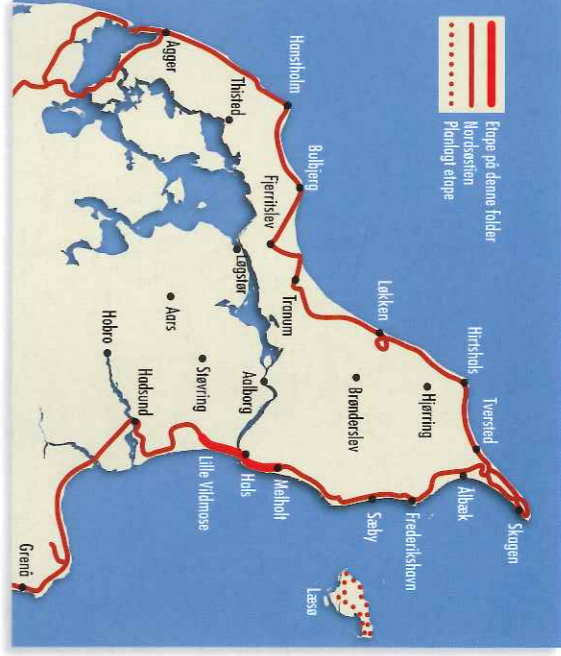 Etape på denne folder
Nordsøstien
Planlagt etape
Skagen
Tversted
Hirtshals
Ålbæk
Hjørring
Frederikshavn
Løkken
Sæby
Brønderslev
Læsø
Tranum
Melholt
Bulbjerg
Fjerritslev
Aalborg
Hals
Hanstholm
Løgstør
Thisted
Støvring
Lille Vildmose
Aars
Agger
Hadsund
Hobro
Grenå